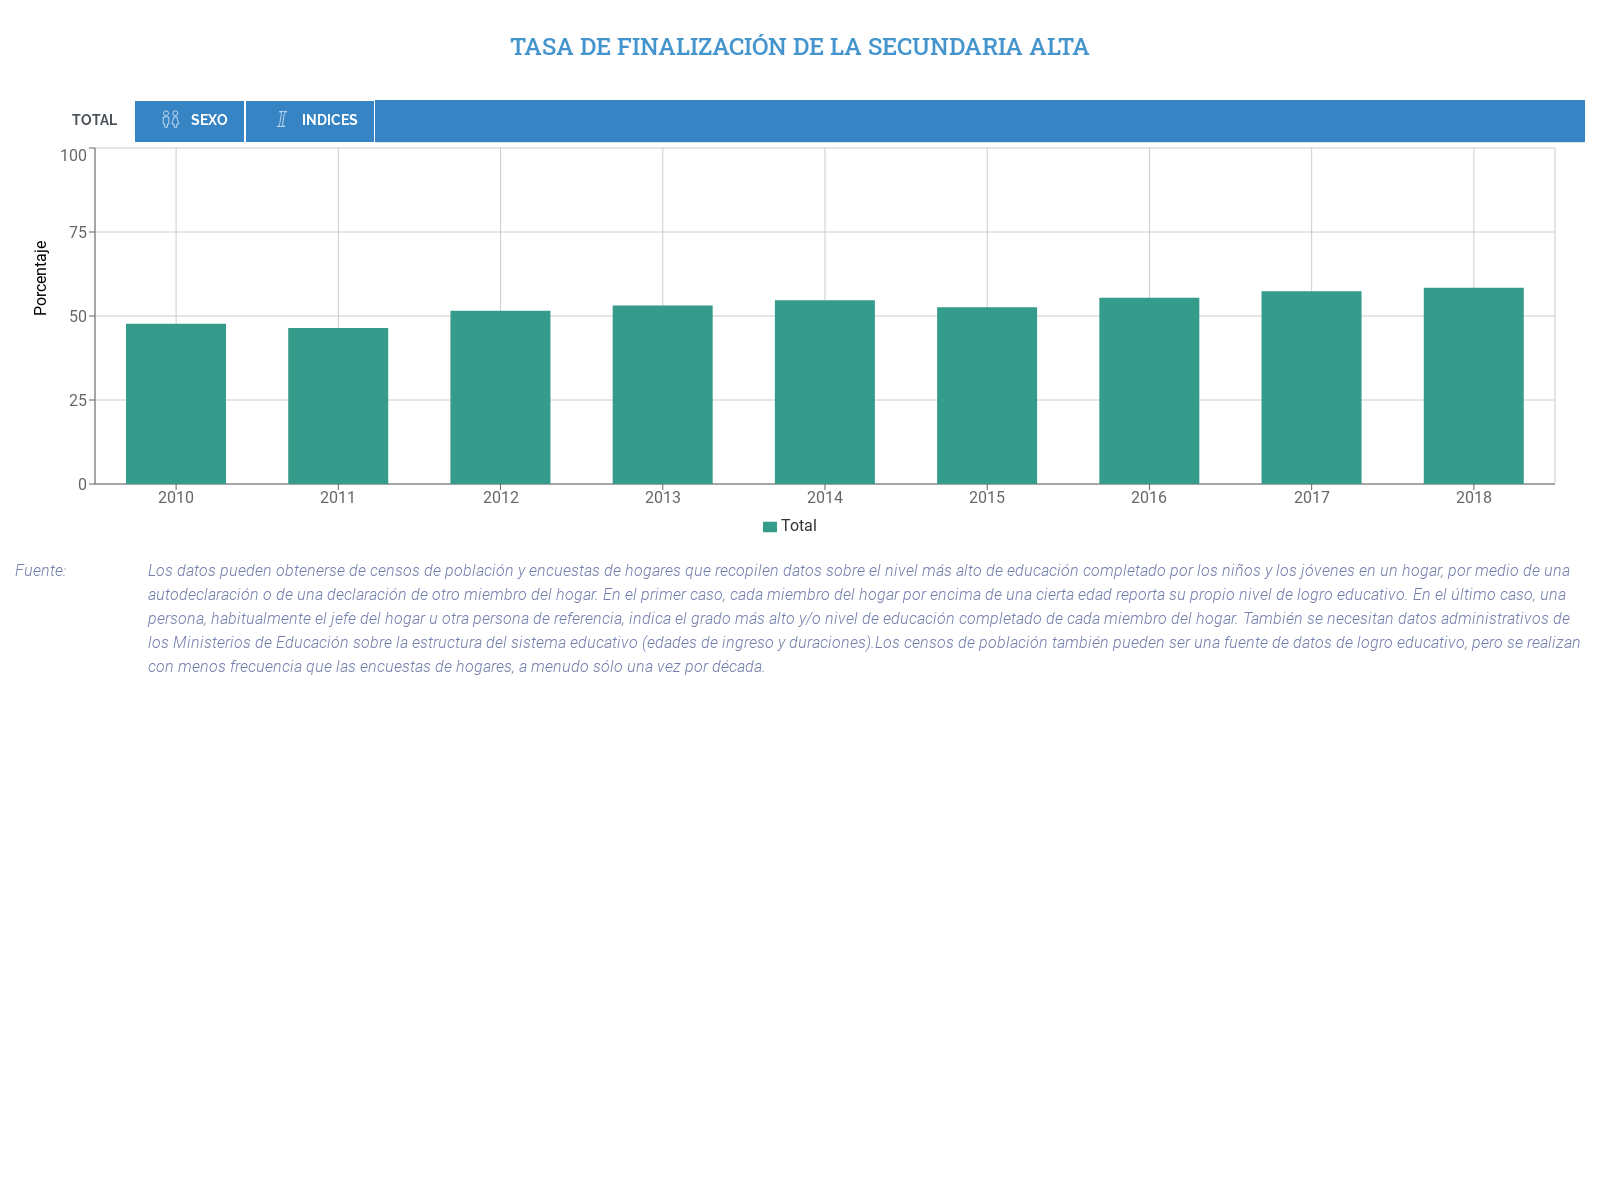 TASA DE FINALIZACIÓN DE LA SECUNDARIA ALTA
TOTAL SEXO INDICES
100
75
50
25
0
Porcentaje
2010 2011 2012 2013 2014 2015 2016 2017 2018
Total
Fuente: Los datos pueden obtenerse de censos de población y encuestas de hogares que recopilen datos sobre el nivel más alto de educación completado por los niños y los jóvenes en un hogar, por medio de una
autodeclaración o de una declaración de otro miembro del hogar. En el primer caso, cada miembro del hogar por encima de una cierta edad reporta su propio nivel de logro educativo. En el último caso, una
persona, habitualmente el jefe del hogar u otra persona de referencia, indica el grado más alto y/o nivel de educación completado de cada miembro del hogar. También se necesitan datos administrativos de
los Ministerios de Educación sobre la estructura del sistema educativo (edades de ingreso y duraciones).Los censos de población también pueden ser una fuente de datos de logro educativo, pero se realizan
con menos frecuencia que las encuestas de hogares, a menudo sólo una vez por década.